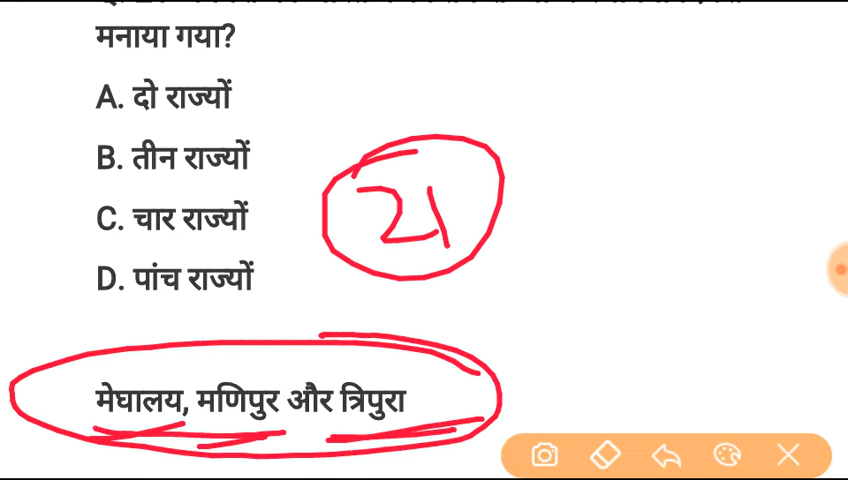 मनाया गया?
A. दो राज्यों
B. तीन राज्यों
C. चार राज्यों
D. पांच राज्यों
21
मेघालय, मणिपुर और त्रिपुरा